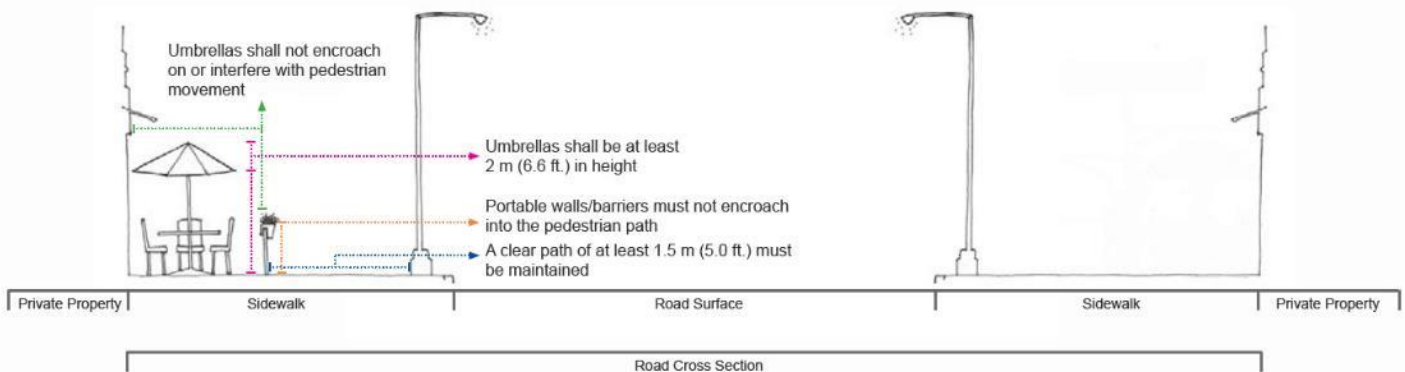 Umbrellas shall not encroach
on or interfere with pedestrian
movement
Umbrellas shall be at least
2 m (6.6 ft.) in height
Portable walls/barriers must not encroach
into the pedestrian path
A clear path of at least 1.5 m (5.0 ft.) must
be maintained
Private Property
Sidewalk
Road Surface
Sidewalk
Private Property
Road Cross Section